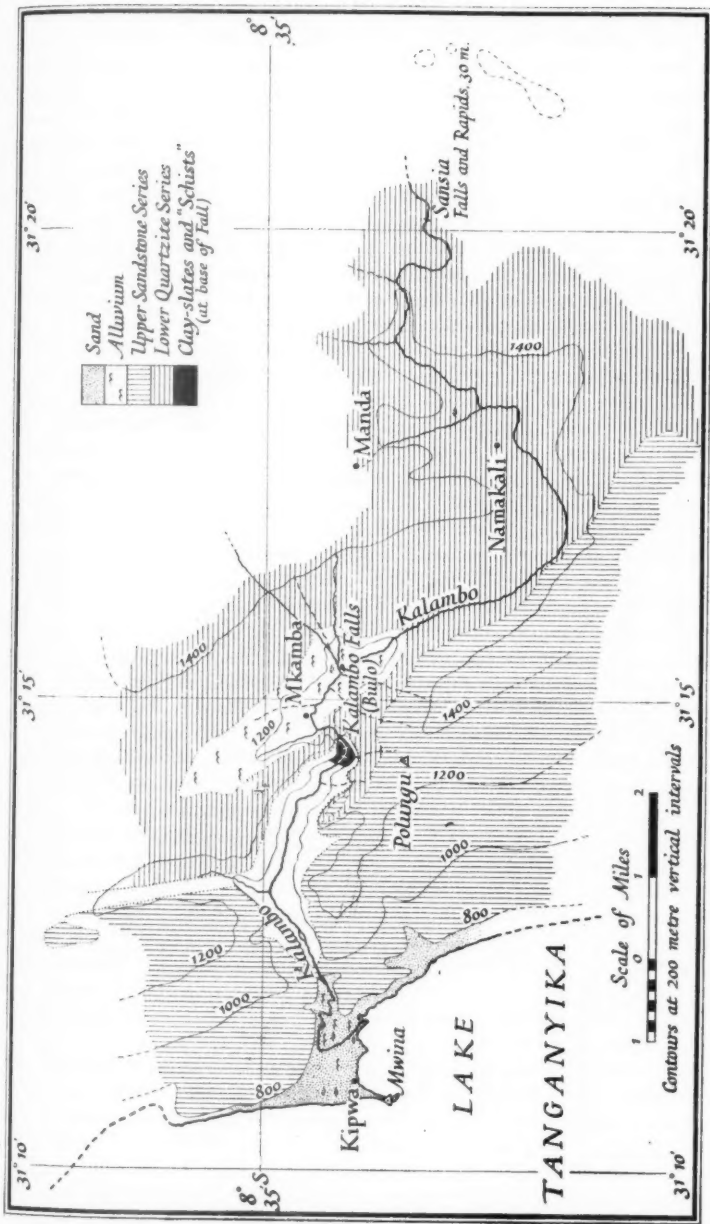 31° 10'
31° 15'
31° 20'
8°
35'
8°S
35'
31° 10'
31° 15'
31° 20'
Sand
Alluvium
Upper Sandstone Series
Lower Quartzite Series
Clay-slates and "Schists"
(at base of Fall)
1400
1200
1200
1000
800
Mkamba
Manda
Kalambo
Kalambo Falls
(Builo)
Kalambo
Namakali
Sansia
Falls and Rapids, 30 m.
1400
1400
1200
1000
800
Polungu
Kipwa
Mwina
LAKE
TANGANYIKA
Scale of Miles
1 0 1 2
Contours at 200 metre vertical intervals